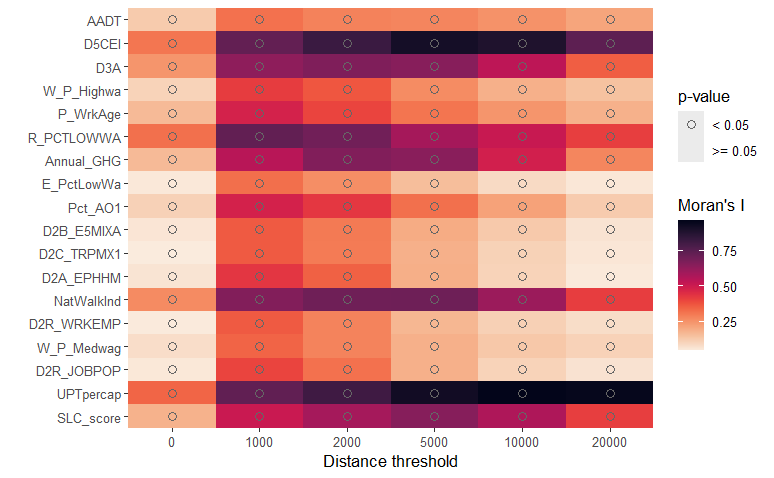 AADT
D5CEI
D3A
W_P_Highwa
P_WrkAge
R_PCTLOWWA
Annual_GHG
E_PctLowWa
Pct_AO1
D2B_E5MIXA
D2C_TRPMX1
D2A_EPHHM
NatWalkInd
D2R_WRKEMP
W_P_Medwag
D2R_JOBPOP
UPTpercap
SLC_score
0 1000 2000 5000 10000 20000
Distance threshold
p-value
< 0.05
>= 0.05
Moran's I
0.75
0.50
0.25